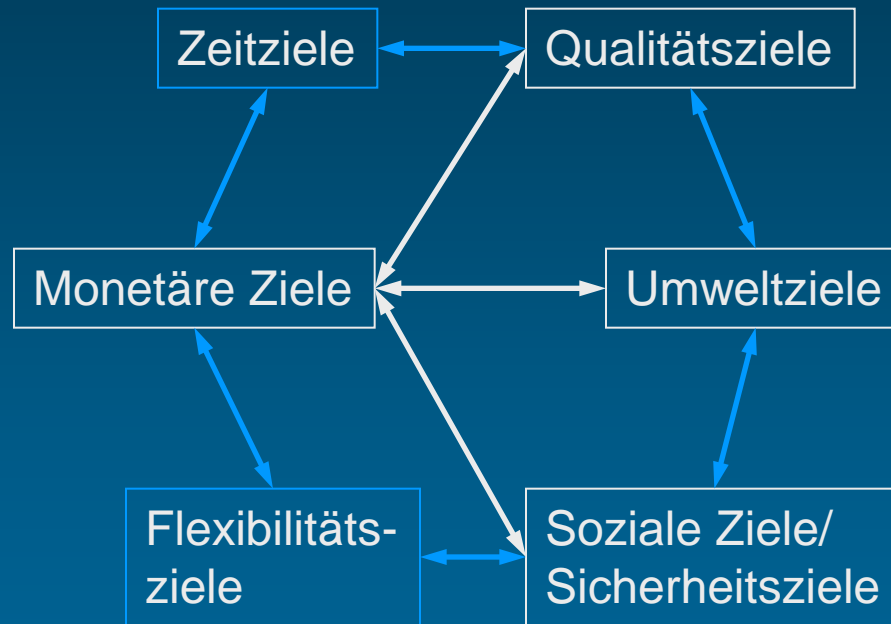 Zeitziele
Qualitätsziele
Monetäre Ziele
Umweltziele
Flexibilitäts-
ziele
Soziale Ziele/
Sicherheitsziele